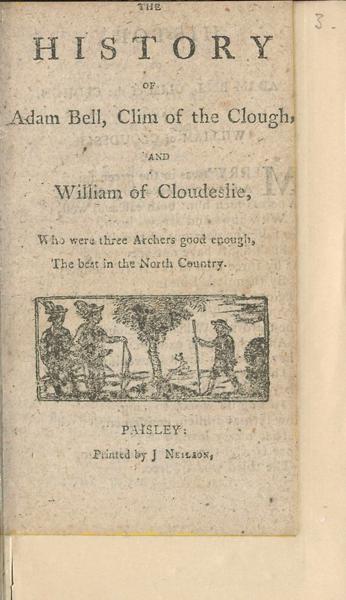 THE
HISTORY
OF
Adam Bell, Clim of the Clough,
AND
William of Cloudeslie,
Who were three Archers good enough,
The best in the North Country.
PAISLEY:
Printed by J NEILSON,
3